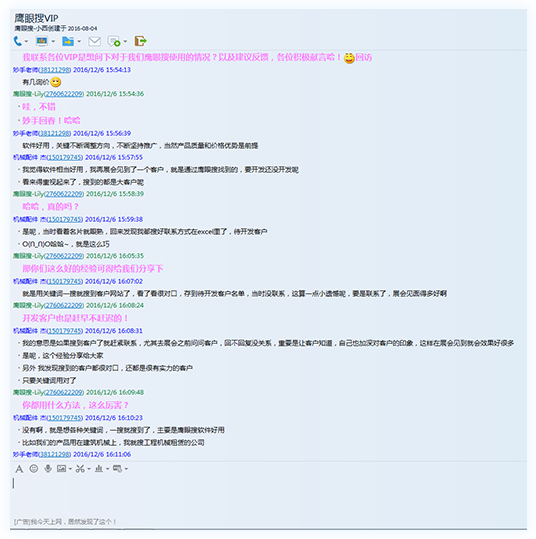 鹰眼搜VIP
鹰眼搜-小西创建于 2016-08-04
我联系各位VIP是想问下对于我们鹰眼搜使用的情况？以及建议反馈，各位积极献言哈！回访
妙手老师(38121298) 2016/12/6 15:54:13
有几询价
鹰眼搜-Lily(2760622209) 2016/12/6 15:54:36
· 哇，不错
· 妙手回春！哈哈
妙手老师(38121298) 2016/12/6 15:56:39
软件好用，关键不断调整方向，不断坚持推广，当然产品质量和价格优势是前提
机械配件 杰(150179745) 2016/12/6 15:57:55
· 我觉得软件相当好用，我再展会见到了一个客户，就是通过鹰眼搜找到的，要开发还没开发呢
· 看来得重视起来了，搜到的都是大客户呢
鹰眼搜-Lily(2760622209) 2016/12/6 15:58:39
哈哈，真的吗？
机械配件 杰(150179745) 2016/12/6 15:59:38
· 是呢，当时看着名片就眼熟，回来发现我都搜好联系方式在excel里了，待开发客户
· O(∩_∩)O哈哈~，就是这么巧
鹰眼搜-Lily(2760622209) 2016/12/6 16:05:35
那你们这么好的经验可得给我们分享下
机械配件 杰(150179745) 2016/12/6 16:07:02
就是用关键词一搜就搜到客户网站了，看了看很对口，存到待开发客户名单，当时没联系，这算一点小遗憾呢，要是联系了，展会见面得多好啊
鹰眼搜-Lily(2760622209) 2016/12/6 16:08:24
开发客户也是赶早不赶迟的！
机械配件 杰(150179745) 2016/12/6 16:08:31
· 我的意思是如果搜到客户了就赶紧联系，尤其去展会之前问问客户，回不回复没关系，重要是让客户知道，自己也加深对客户的印象，这样在展会见到就会效果好很多
· 是呢，这个经验分享给大家
· 另外 我发现搜到的客户都很对口，还都是很有实力的客户
· 只要关键词用对了
鹰眼搜-Lily(2760622209) 2016/12/6 16:09:48
你都用什么方法，这么厉害？
机械配件 杰(150179745) 2016/12/6 16:10:23
· 没有啊，就是想各种关键词，一搜就搜到了，主要是鹰眼搜软件好用
· 比如我们的产品用在建筑机械上，我就搜工程机械租赁的公司
妙手老师(38121298) 2016/12/6 16:11:06
[广告]我今天上网，居然发现了这个！